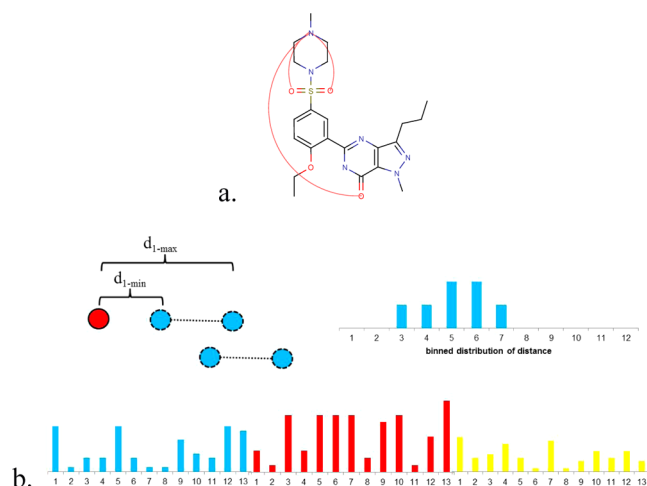 N
N
O
S
O
N
N
O
NH
N
N
O
a.
d1-max
d1-min
1 2 3 4 5 6 7 8 9 10 11 12
binned distribution of distance
1 2 3 4 5 6 7 8 9 10 11 12 13 1 2 3 4 5 6 7 8 9 10 11 12 13 1 2 3 4 5 6 7 8 9 10 11 12 13
b.